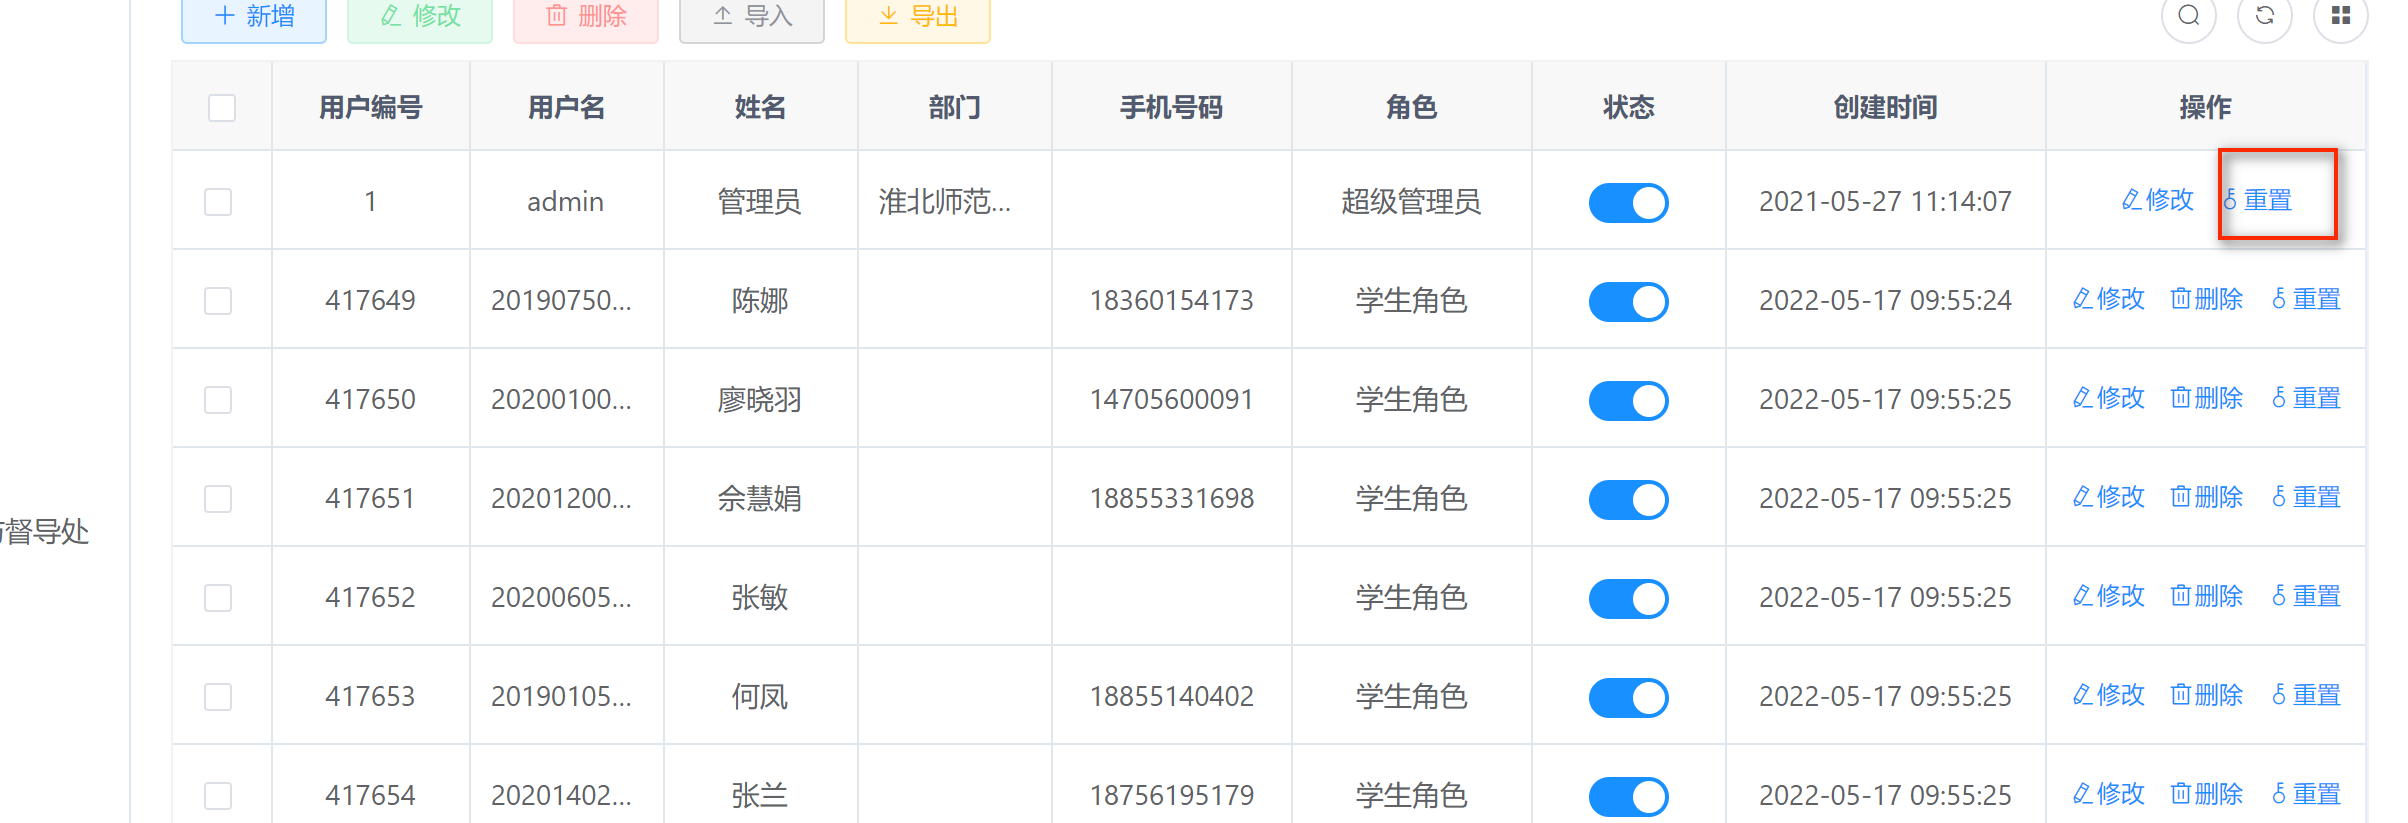 新增 修改 删除 导入 导出
用户编号 用户名 姓名 部门 手机号码 角色 状态 创建时间 操作
1 admin 管理员 淮北师范... 超级管理员 2021-05-27 11:14:07 修改 重置
417649 20190750... 陈娜 18360154173 学生角色 2022-05-17 09:55:24 修改 删除 重置
417650 20200100... 廖晓羽 14705600091 学生角色 2022-05-17 09:55:25 修改 删除 重置
417651 20201200... 佘慧娟 18855331698 学生角色 2022-05-17 09:55:25 修改 删除 重置
督导处
417652 20200605... 张敏 学生角色 2022-05-17 09:55:25 修改 删除 重置
417653 20190105... 何凤 18855140402 学生角色 2022-05-17 09:55:25 修改 删除 重置
417654 20201402... 张兰 18756195179 学生角色 2022-05-17 09:55:25 修改 删除 重置